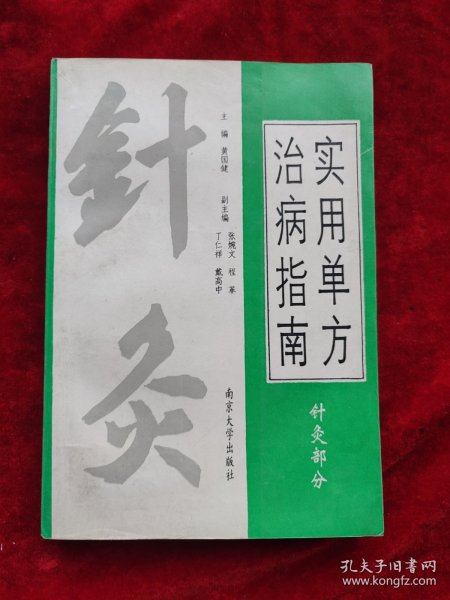 实用单方
治病指南
针灸部分
主编 黄国健
副主编 张婉文 程革
丁仁祥 戴高中
南京大学出版社
針灸
孔夫子旧书网
www.kongfz.com